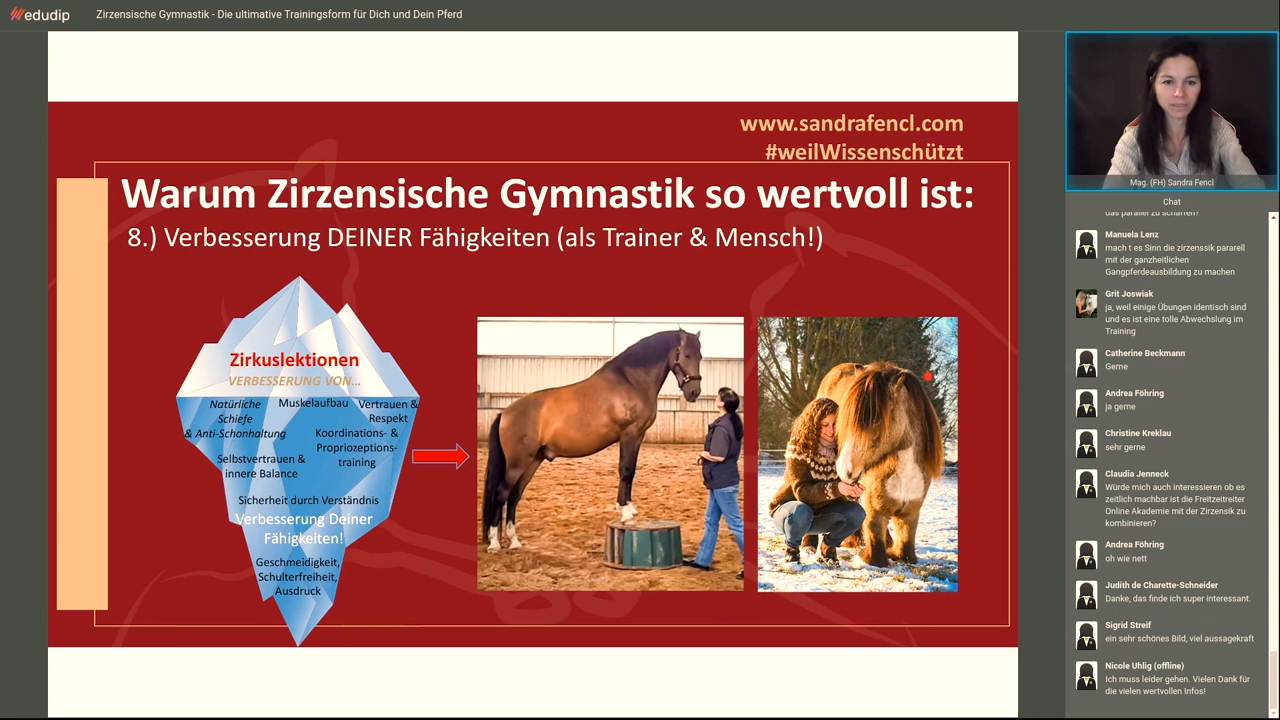 edudip
Zirzensische Gymnastik - Die ultimative Trainingsform für Dich und Dein Pferd
www.sandrafencl.com
#weilWissenschützt
Warum Zirzensische Gymnastik so wertvoll ist:
8.) Verbesserung DEINER Fähigkeiten (als Trainer & Mensch!)
Zirkuslektionen
VERBESSERUNG VON...
Natürliche
Schiefe
& Anti-Schonhaltung
Muskelaufbau
Vertrauen &
Respekt
Koordinations- &
Propriozeptions-
training
Selbstvertrauen &
innere Balance
Sicherheit durch Verständnis
Verbesserung Deiner
Fähigkeiten!
Geschmeidigkeit,
Schulterfreiheit,
Ausdruck
Mag. (FH) Sandra Fencl
Chat
das parallel zu schaffen?
Manuela Lenz
mach t es Sinn die zirzenssik pararell
mit der ganzheitlichen
Gangpferdeausbildung zu machen
Grit Joswiak
ja, weil einige Übungen identisch sind
und es ist eine tolle Abwechslung im
Training
Catherine Beckmann
Gerne
Andrea Föhring
ja gerne
Christine Kreklau
sehr gerne
Claudia Jenneck
Würde mich auch interessieren ob es
zeitlich machbar ist die Freitzeitreiter
Online Akademie mit der Zirzensik zu
kombinieren?
Andrea Föhring
oh wie nett
Judith de Charette-Schneider
Danke, das finde ich super interessant.
Sigrid Streif
ein sehr schönes Bild, viel aussagekraft
Nicole Uhlig (offline)
Ich muss leider gehen. Vielen Dank für
die vielen wertvollen Infos!